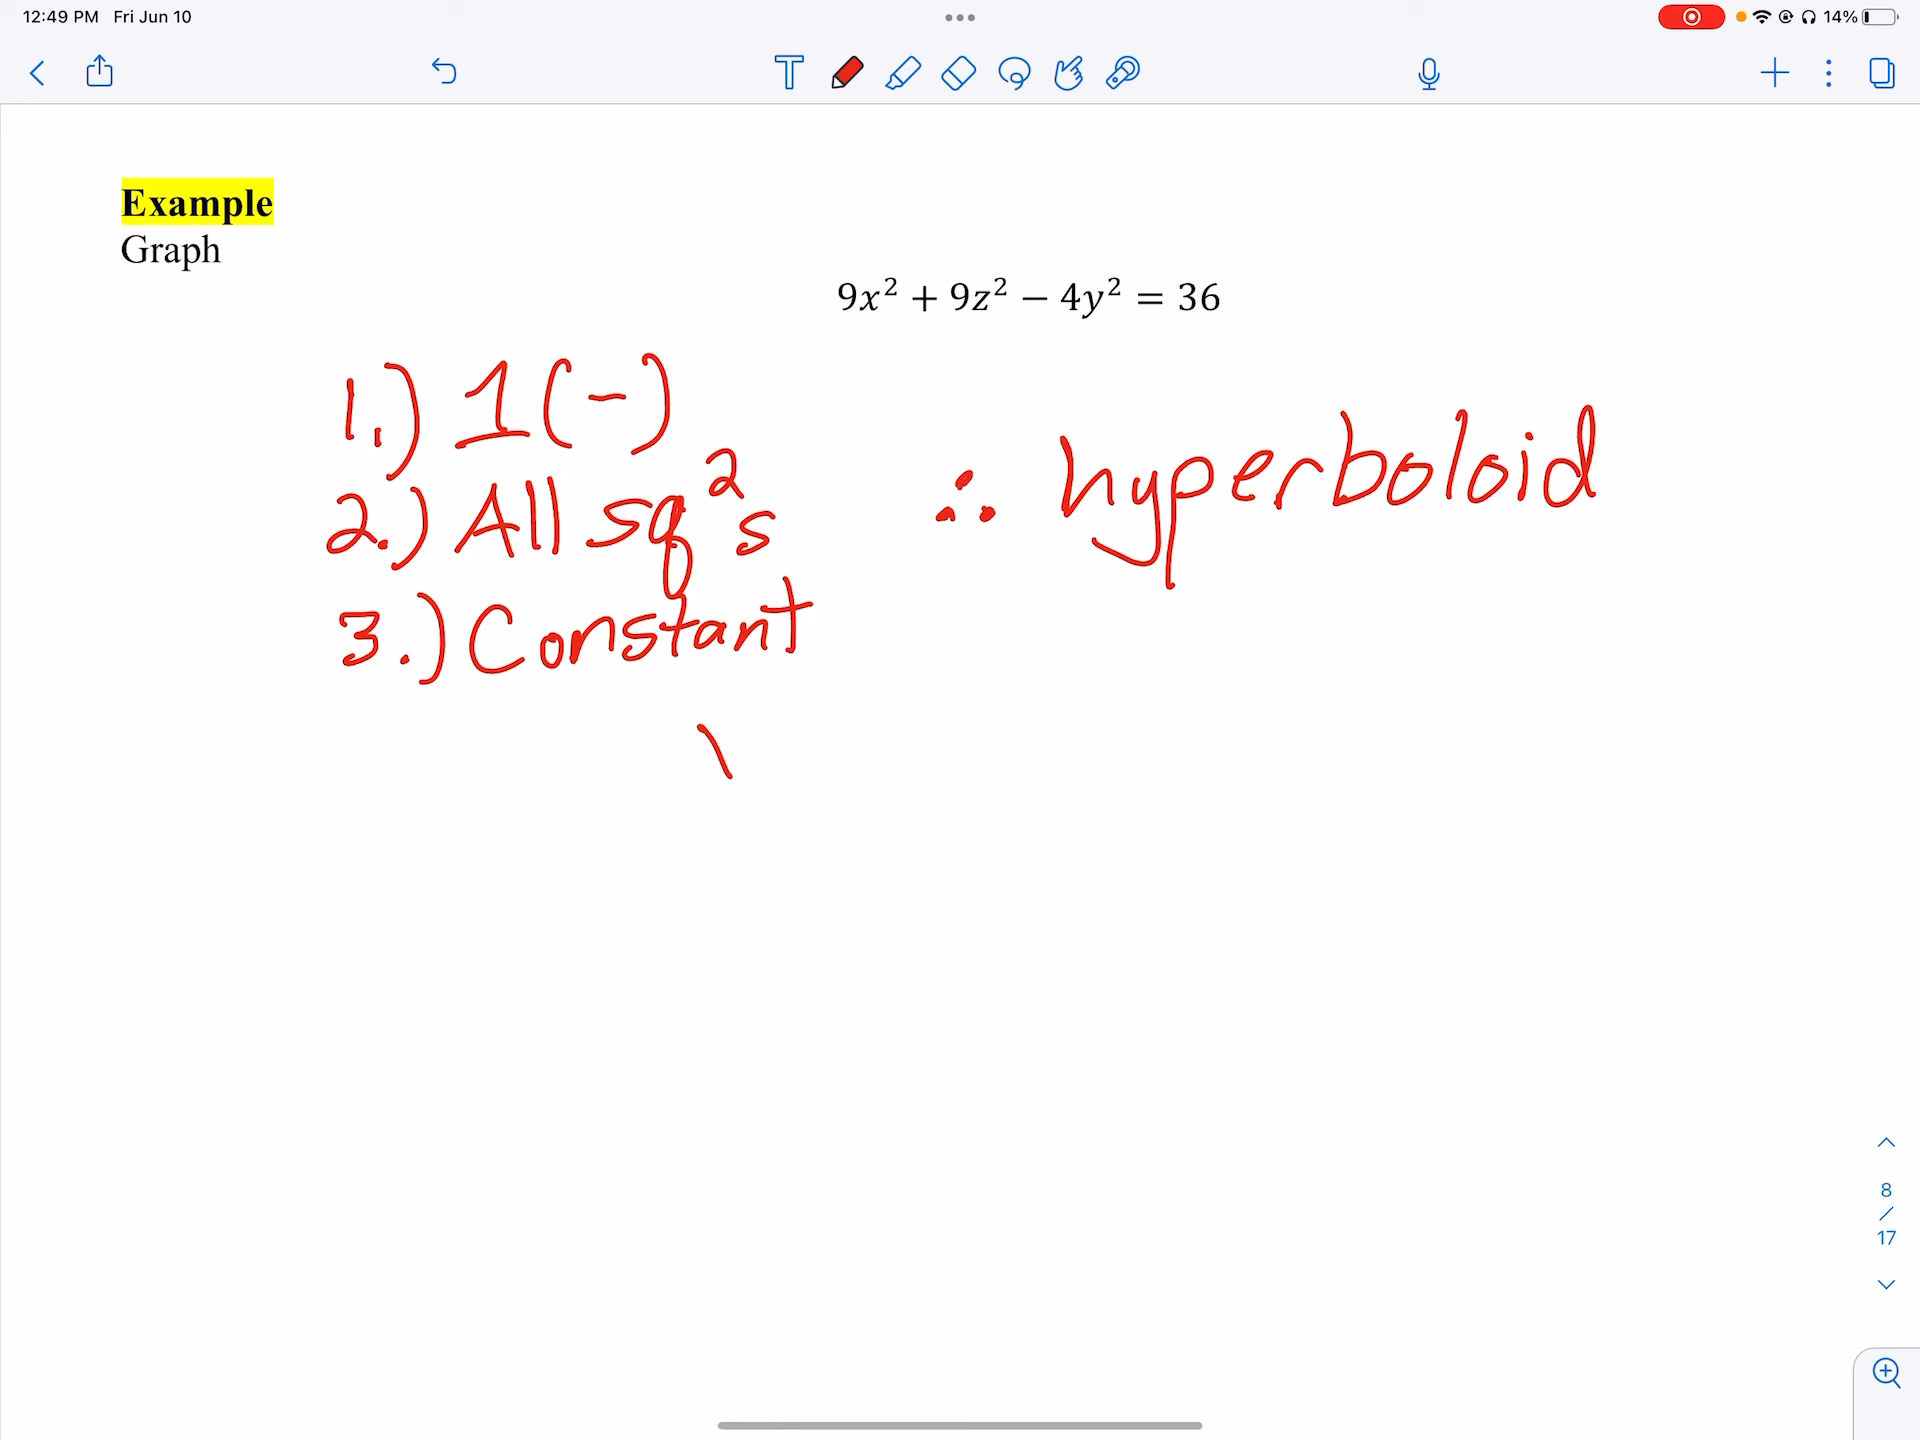 12:49 PM Fri Jun 10
14%
Example
Graph
9x² + 9z² − 4y² = 36
1.) 1 (-)
2.) All sq²s
∴ hyperboloid
3.) Constant
8
/
17